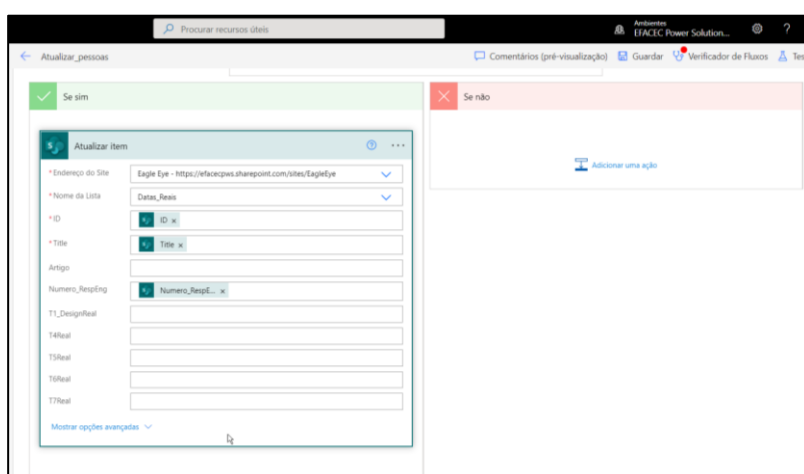 Procurar recursos úteis
Ambientes
EFACEC Power Solution...
?
Atualizar_pessoas
Comentários (pré-visualização)
Guardar
Verificador de Fluxos
Tes
Se sim
Se não
Atualizar item
Adicionar uma ação
*Endereço do Site
Eagle Eye - https://efacecpws.sharepoint.com/sites/EagleEye
*Nome da Lista
Datas_Reais
*ID
ID x
*Title
Title x
Artigo
Numero_RespEng
Numero_RespE... x
T1_DesignReal
T4Real
T5Real
T6Real
T7Real
Mostrar opções avançadas